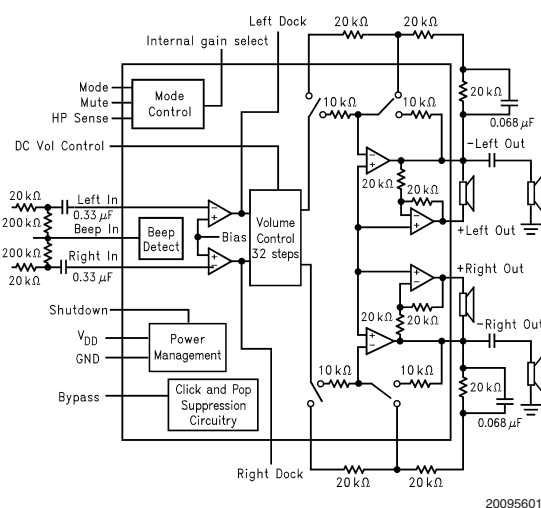 Left Dock
20 kΩ
20 kΩ
Internal gain select
Mode
Mute
HP Sense
Mode
Control
10 kΩ
10 kΩ
20 kΩ
0.068 μF
DC Vol Control
-Left Out
20 kΩ
20 kΩ
20 kΩ
Left In
0.33 μF
200 kΩ
Beep In
Beep
Detect
Bias
Volume
Control
32 steps
+Left Out
200 kΩ
Right In
0.33 μF
20 kΩ
+Right Out
Shutdown
VDD
GND
Power
Management
20 kΩ
20 kΩ
-Right Out
Bypass
Click and Pop
Suppression
Circuitry
10 kΩ
10 kΩ
20 kΩ
0.068 μF
Right Dock
20 kΩ
20 kΩ
20095601